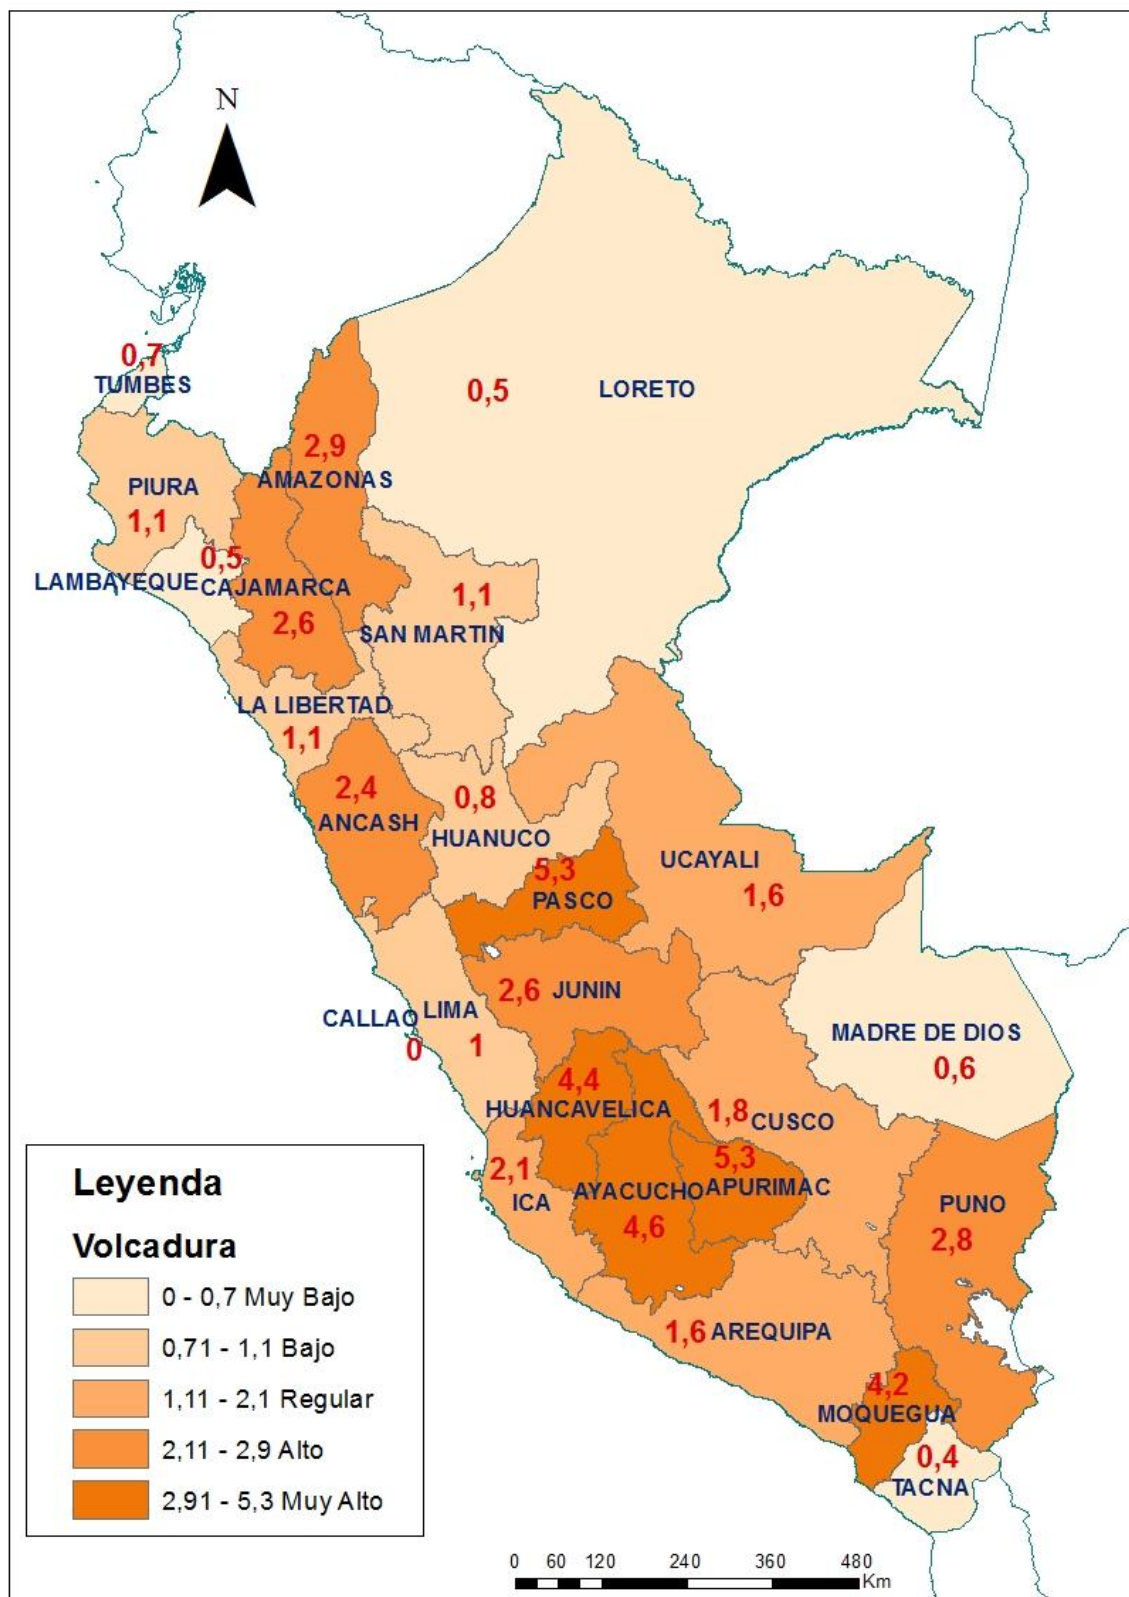 N
0,7
TUMBES
0,5
LORETO
2,9
AMAZONAS
PIURA
1,1
0,5
LAMBAYEQUE
CAJAMARCA
2,6
1,1
SAN MARTIN
LA LIBERTAD
1,1
2,4
ANCASH
0,8
HUANUCO
5,3
PASCO
UCAYALI
1,6
2,6 JUNIN
CALLAO
0
LIMA
1
MADRE DE DIOS
0,6
4,4
HUANCAVELICA
1,8 CUSCO
2,1
ICA
AYACUCHO
4,6
5,3
APURIMAC
PUNO
2,8
1,6 AREQUIPA
4,2
MOQUEGUA
0,4
TACNA
Leyenda
Volcadura
0 - 0,7 Muy Bajo
0,71 - 1,1 Bajo
1,11 - 2,1 Regular
2,11 - 2,9 Alto
2,91 - 5,3 Muy Alto
0 60 120 240 360 480
Km